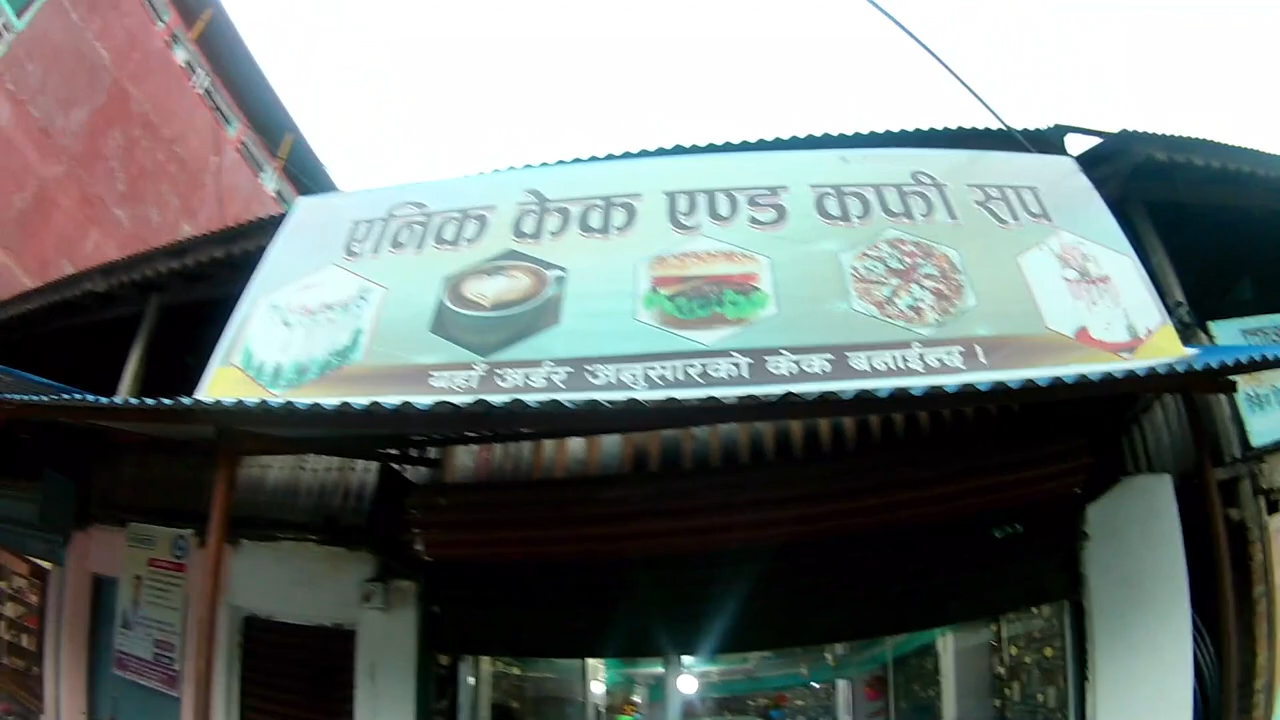 एनिक केक एण्ड कफी सप
यहाँ अर्डर अनुसारको केक बनाईन्छ ।